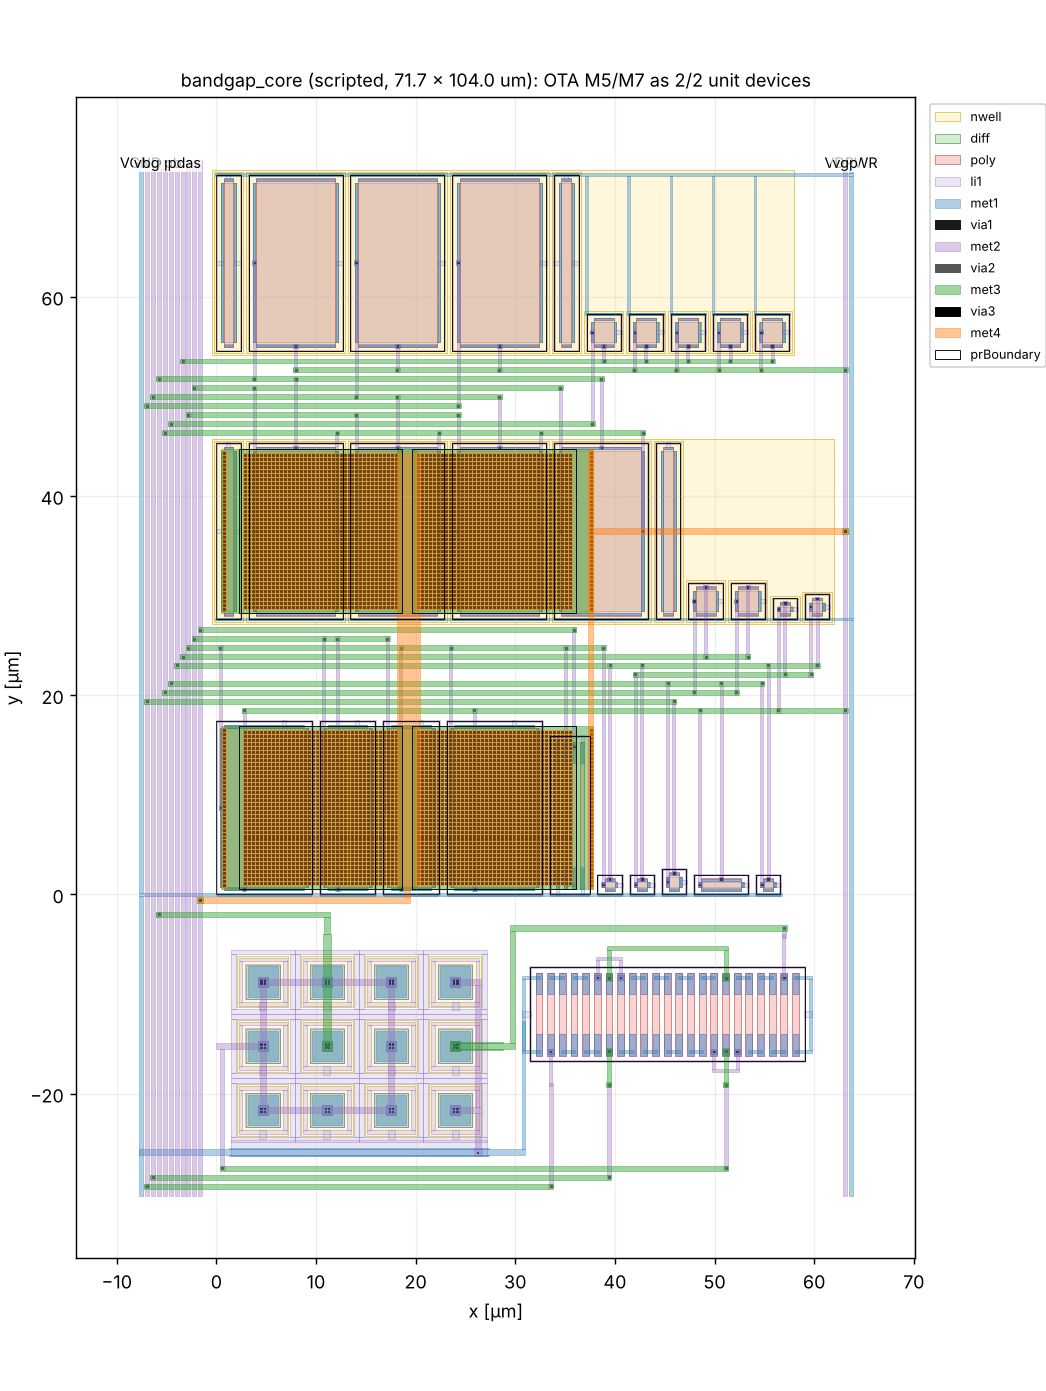 bandgap_core (scripted, 71.7 × 104.0 um): OTA M5/M7 as 2/2 unit devices
nwell
diff
poly
li1
met1
via1
met2
via2
met3
via3
met4
prBoundary
60
40
20
0
−20
y [µm]
−10
0
10
20
30
40
50
60
70
x [µm]